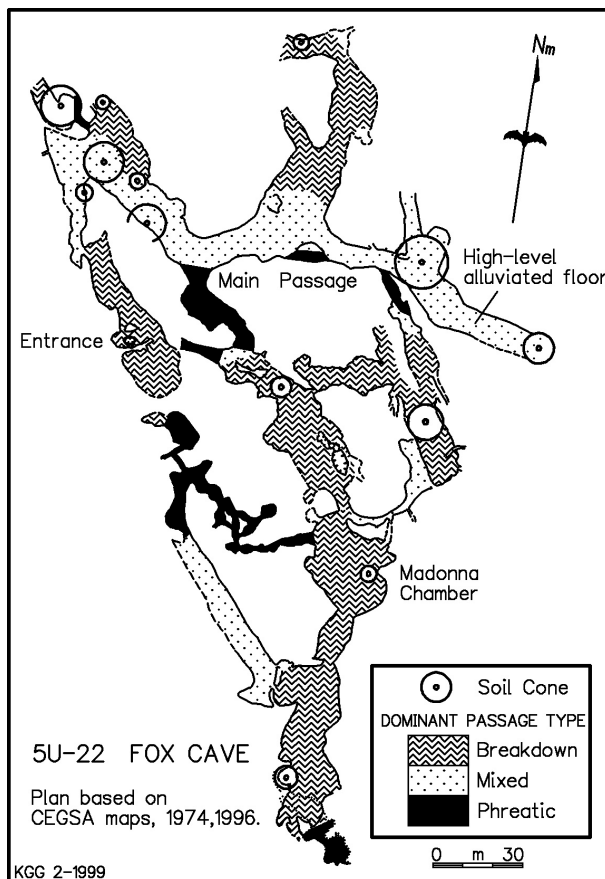 Nm
High-level
alluviated floor
Main Passage
Entrance
Madonna
Chamber
Soil Cone
DOMINANT PASSAGE TYPE
Breakdown
Mixed
Phreatic
5U-22 FOX CAVE
Plan based on
CEGSA maps, 1974,1996.
0 m 30
KGG 2-1999